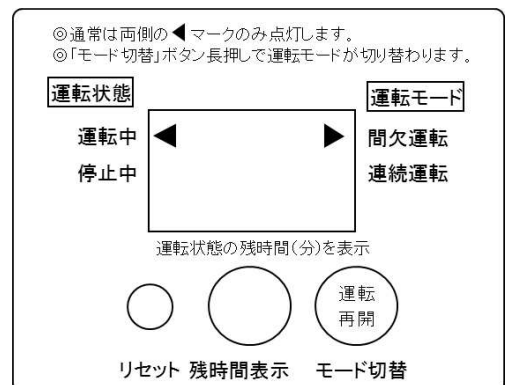 ◎通常は両側の◀マークのみ点灯します。
◎「モード切替」ボタン長押しで運転モードが切り替わります。
運転状態 運転モード
運転中 ◀ ▶ 間欠運転
停止中 連続運転
運転状態の残時間(分)を表示
運転
再開
リセット 残時間表示 モード切替